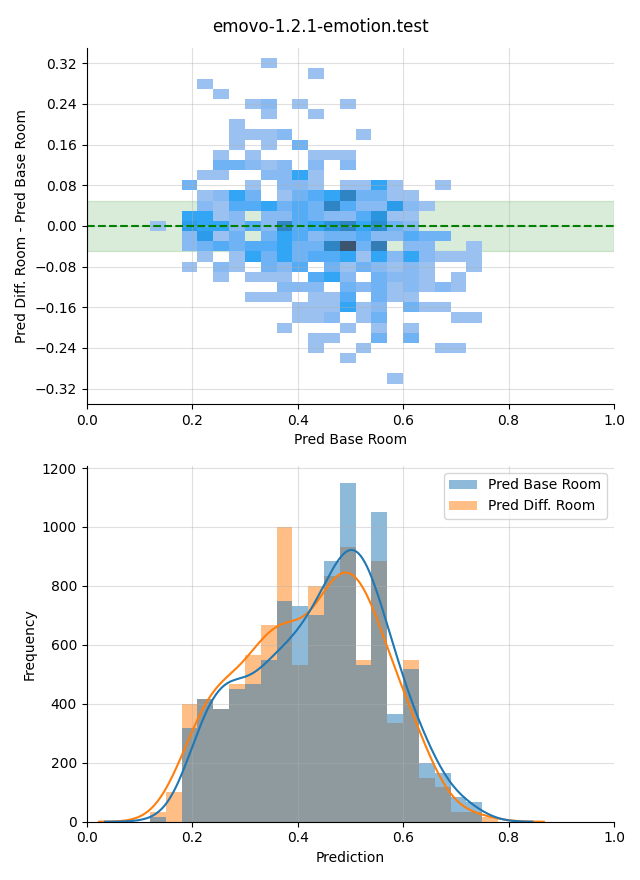 emovo-1.2.1-emotion.test
0.32
0.24
0.16
0.08
0.00
−0.08
−0.16
−0.24
−0.32
Pred Diff. Room - Pred Base Room
0.0 0.2 0.4 0.6 0.8 1.0
Pred Base Room
1200
1000
800
600
400
200
0
Frequency
Pred Base Room
Pred Diff. Room
0.0 0.2 0.4 0.6 0.8 1.0
Prediction